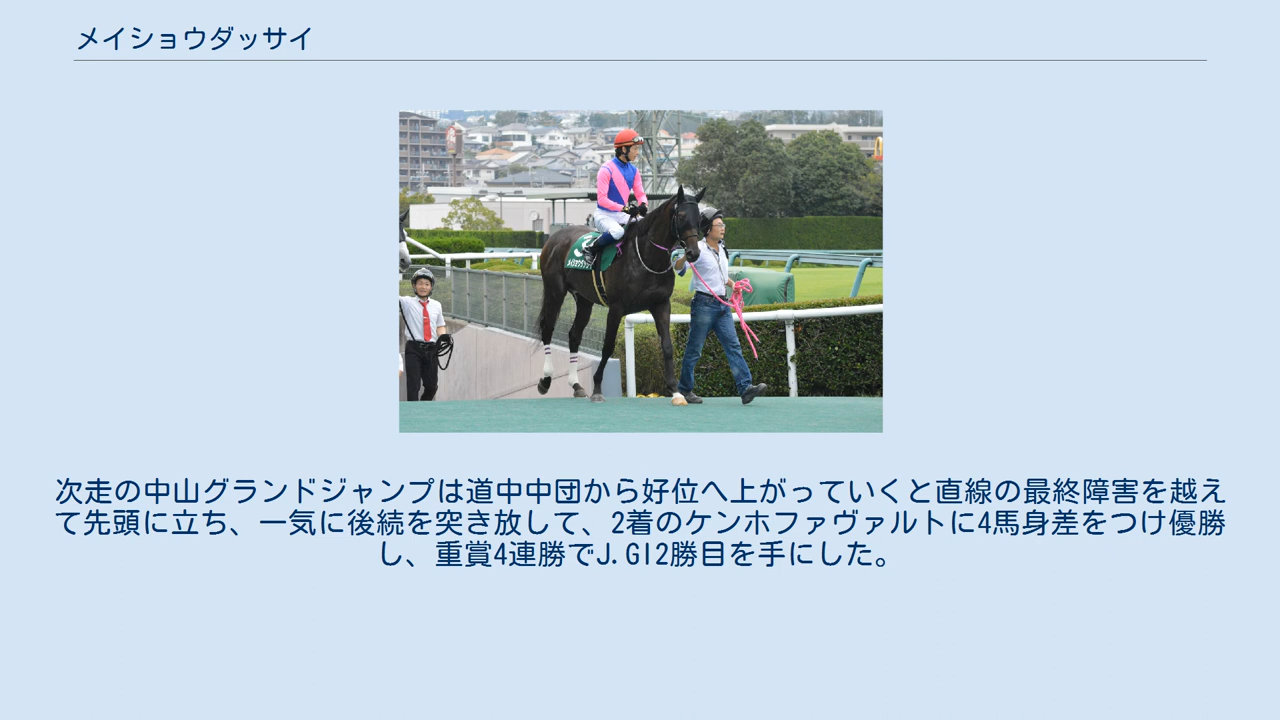 メイショウダッサイ
次走の中山グランドジャンプは道中中団から好位へ上がっていくと直線の最終障害を越え
て先頭に立ち、一気に後続を突き放して、2着のケンホファヴァルトに4馬身差をつけ優勝
し、重賞4連勝でJ.GI2勝目を手にした。